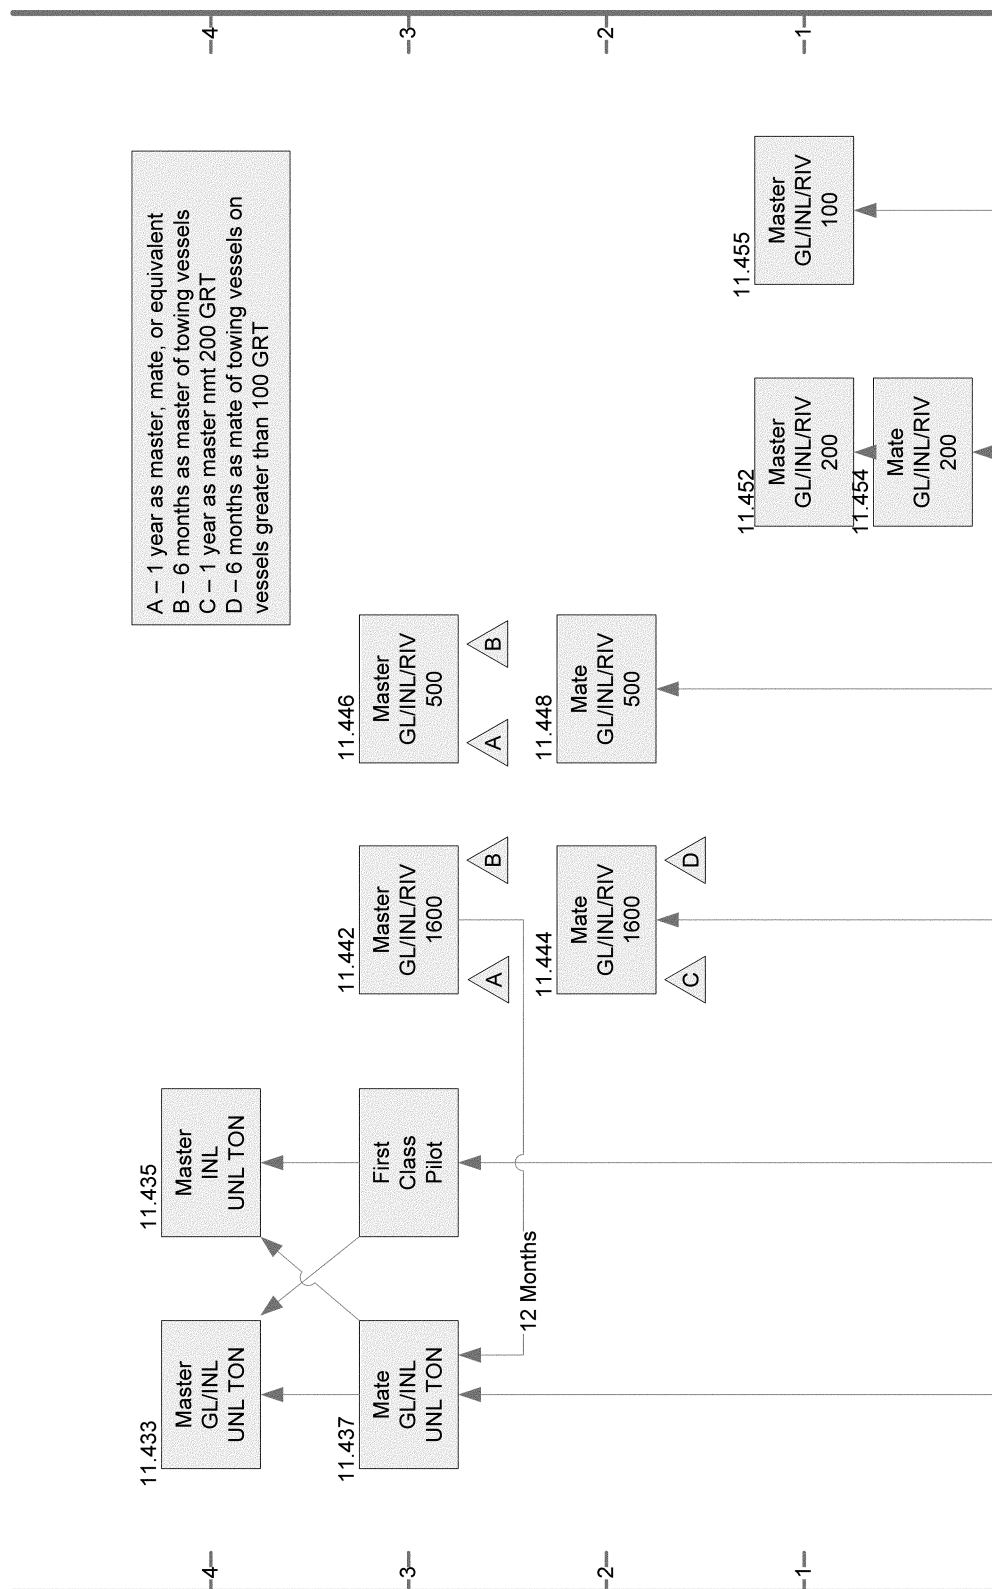 4
3
2
1
A – 1 year as master, mate, or equivalent
B – 6 months as master of towing vessels
C – 1 year as master nmt 200 GRT
D – 6 months as mate of towing vessels on
vessels greater than 100 GRT
11.433
Master
GL/INL
UNL TON
11.435
Master
INL
UNL TON
11.437
Mate
GL/INL
UNL TON
First
Class
Pilot
11.442
Master
GL/INL/RIV
1600
A
B
11.446
Master
GL/INL/RIV
500
A
B
12 Months
11.444
Mate
GL/INL/RIV
1600
C
D
11.448
Mate
GL/INL/RIV
500
11.452
Master
GL/INL/RIV
200
11.455
Master
GL/INL/RIV
100
11.454
Mate
GL/INL/RIV
200
4
3
2
1